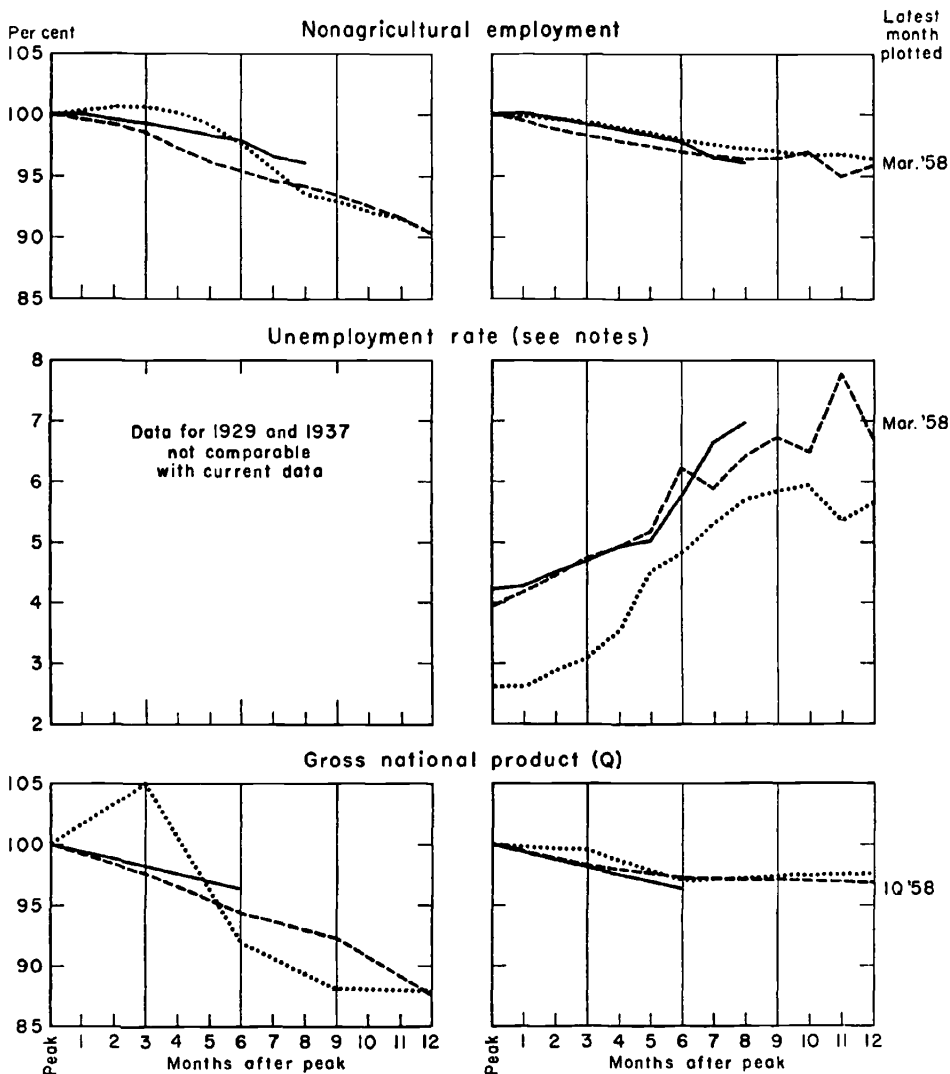 Per cent
Nonagricultural employment
Latest
month
plotted
105
100
95
90
85
Mar. '58
Unemployment rate (see notes)
8
7
6
5
4
3
2
Data for 1929 and 1937
not comparable
with current data
Mar. '58
Gross national product (Q)
105
100
95
90
85
IQ '58
Peak 1 2 3 4 5 6 7 8 9 10 11 12
Months after peak
Peak 1 2 3 4 5 6 7 8 9 10 11 12
Months after peak